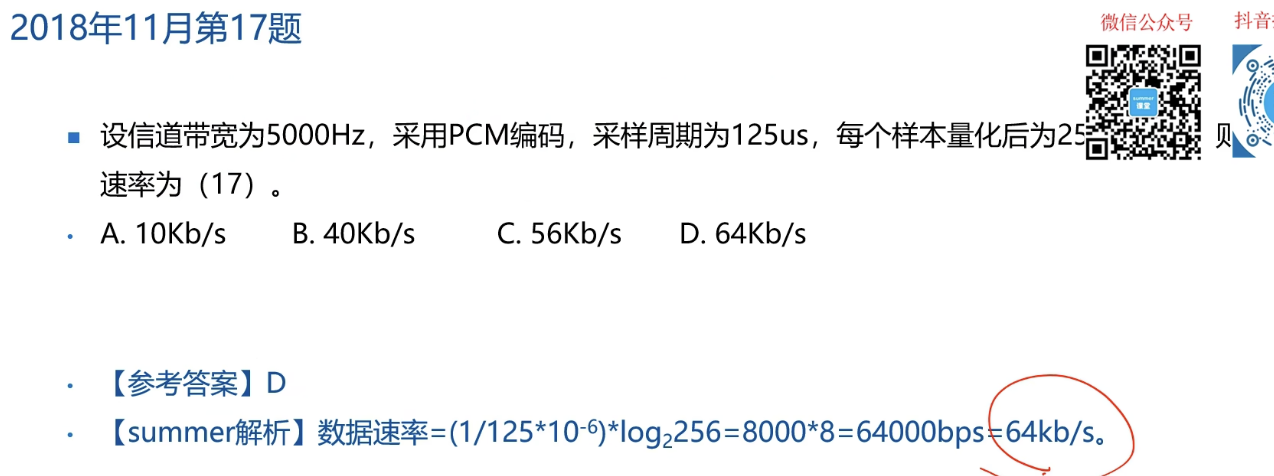 2018年11月第17题
微信公众号
抖音
设信道带宽为5000Hz，采用PCM编码，采样周期为125us，每个样本量化后为25 则
速率为（17）。
A. 10Kb/s B. 40Kb/s C. 56Kb/s D. 64Kb/s
【参考答案】D
【summer解析】数据速率=(1/125*10-6)*log2256=8000*8=64000bps=64kb/s。